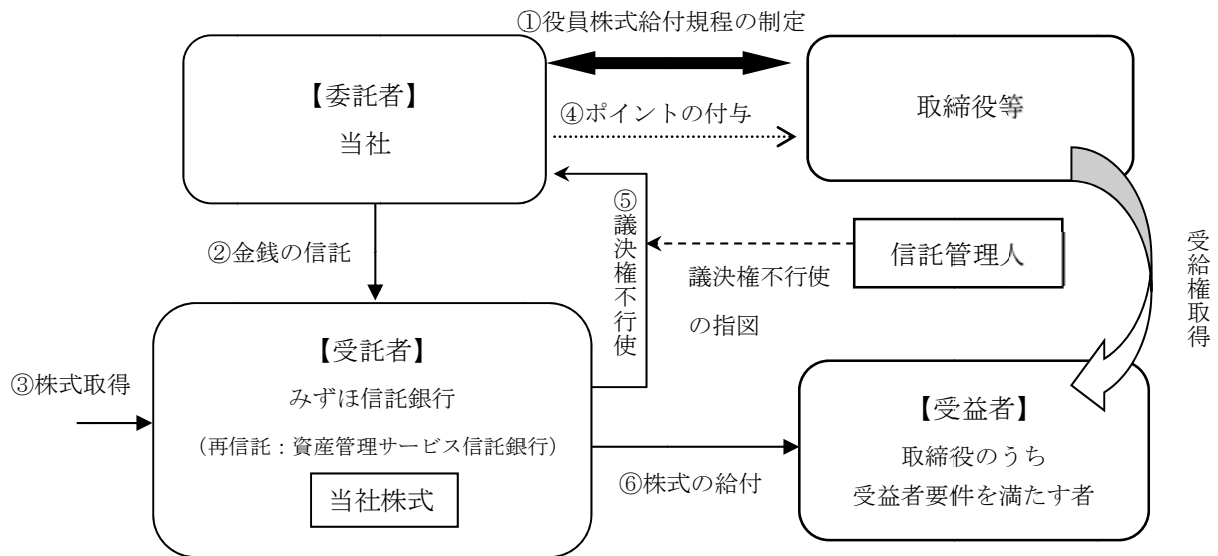 ①役員株式給付規程の制定
【委託者】
当社
④ポイントの付与
取締役等
⑤議決権不行使
②金銭の信託
信託管理人
議決権不行使
の指図
受給権取得
【受託者】
みずほ信託銀行
(再信託：資産管理サービス信託銀行)
当社株式
③株式取得
⑥株式の給付
【受益者】
取締役のうち
受益者要件を満たす者